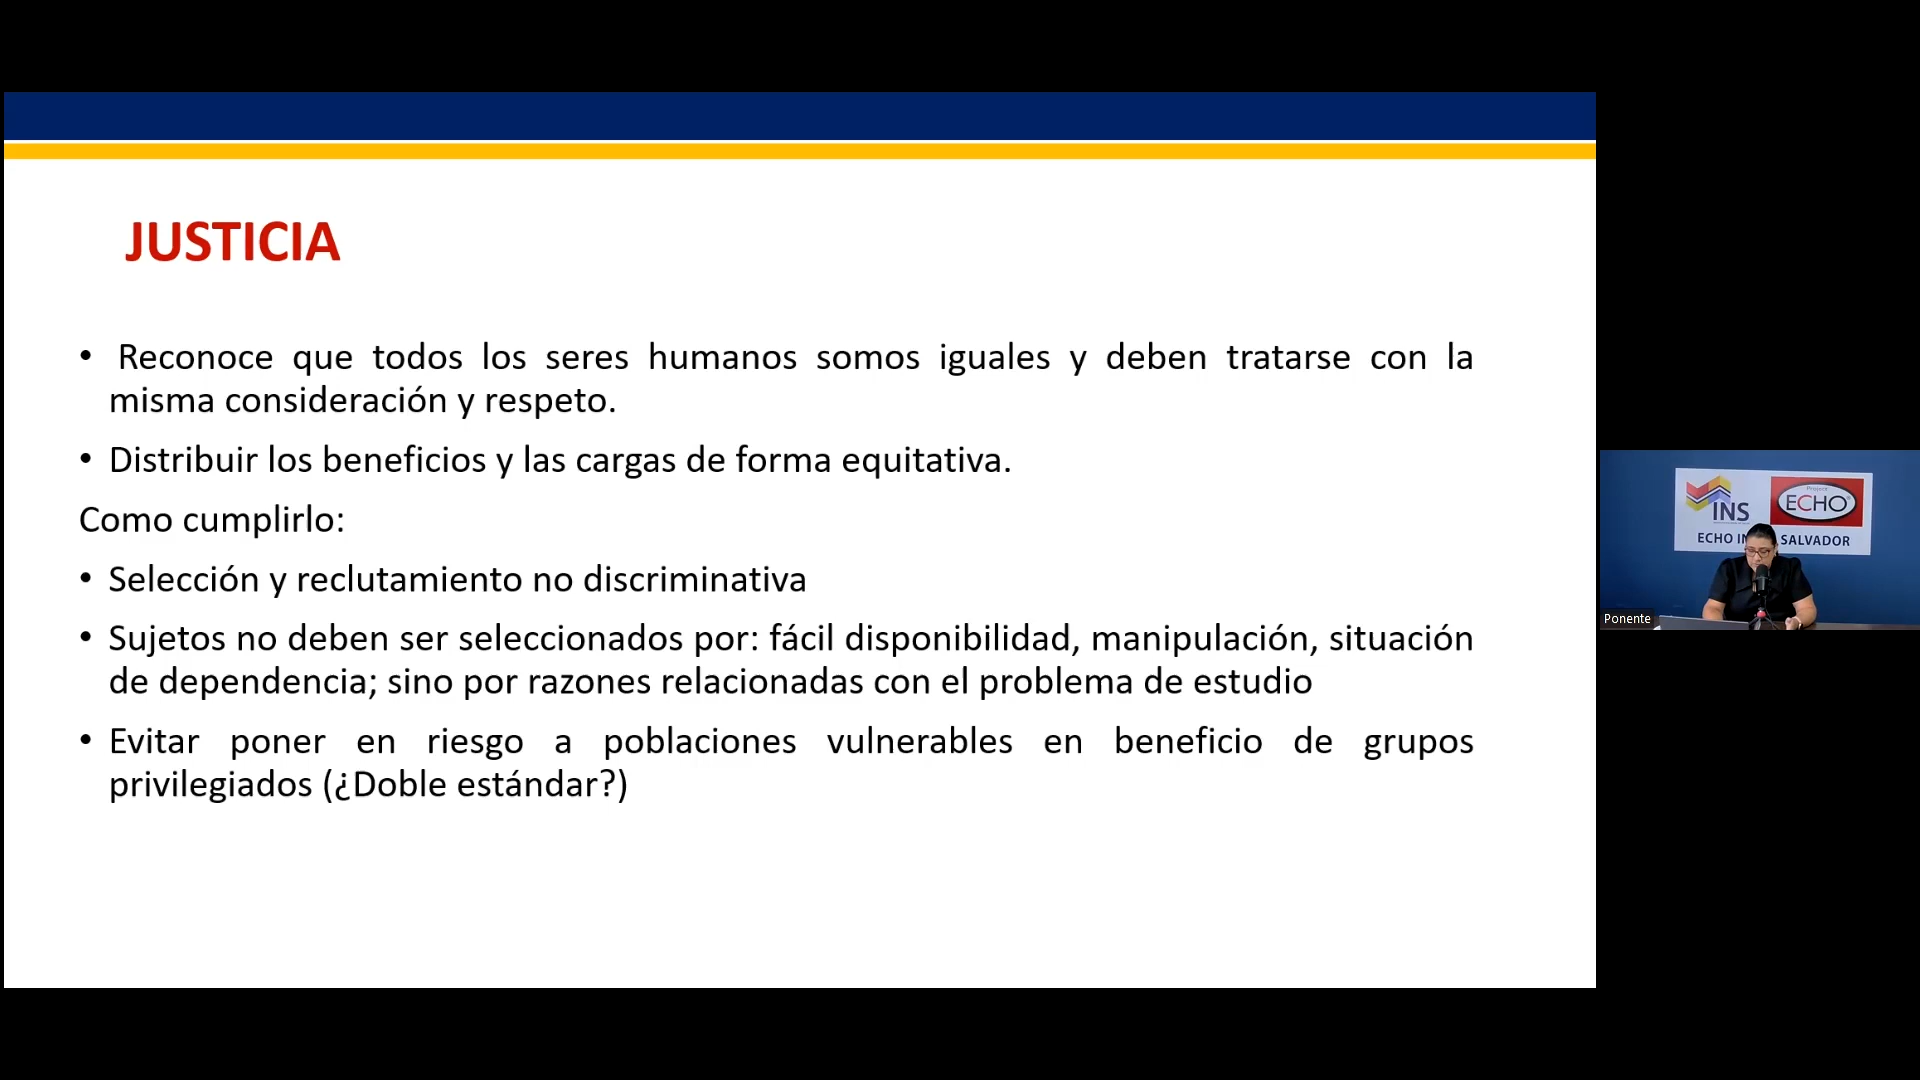 JUSTICIA
• Reconoce que todos los seres humanos somos iguales y deben tratarse con la
misma consideración y respeto.
• Distribuir los beneficios y las cargas de forma equitativa.
Como cumplirlo:
• Selección y reclutamiento no discriminativa
• Sujetos no deben ser seleccionados por: fácil disponibilidad, manipulación, situación
de dependencia; sino por razones relacionadas con el problema de estudio
• Evitar poner en riesgo a poblaciones vulnerables en beneficio de grupos
privilegiados (¿Doble estándar?)
INS
ECHO
ECHO IN SALVADOR
Ponente